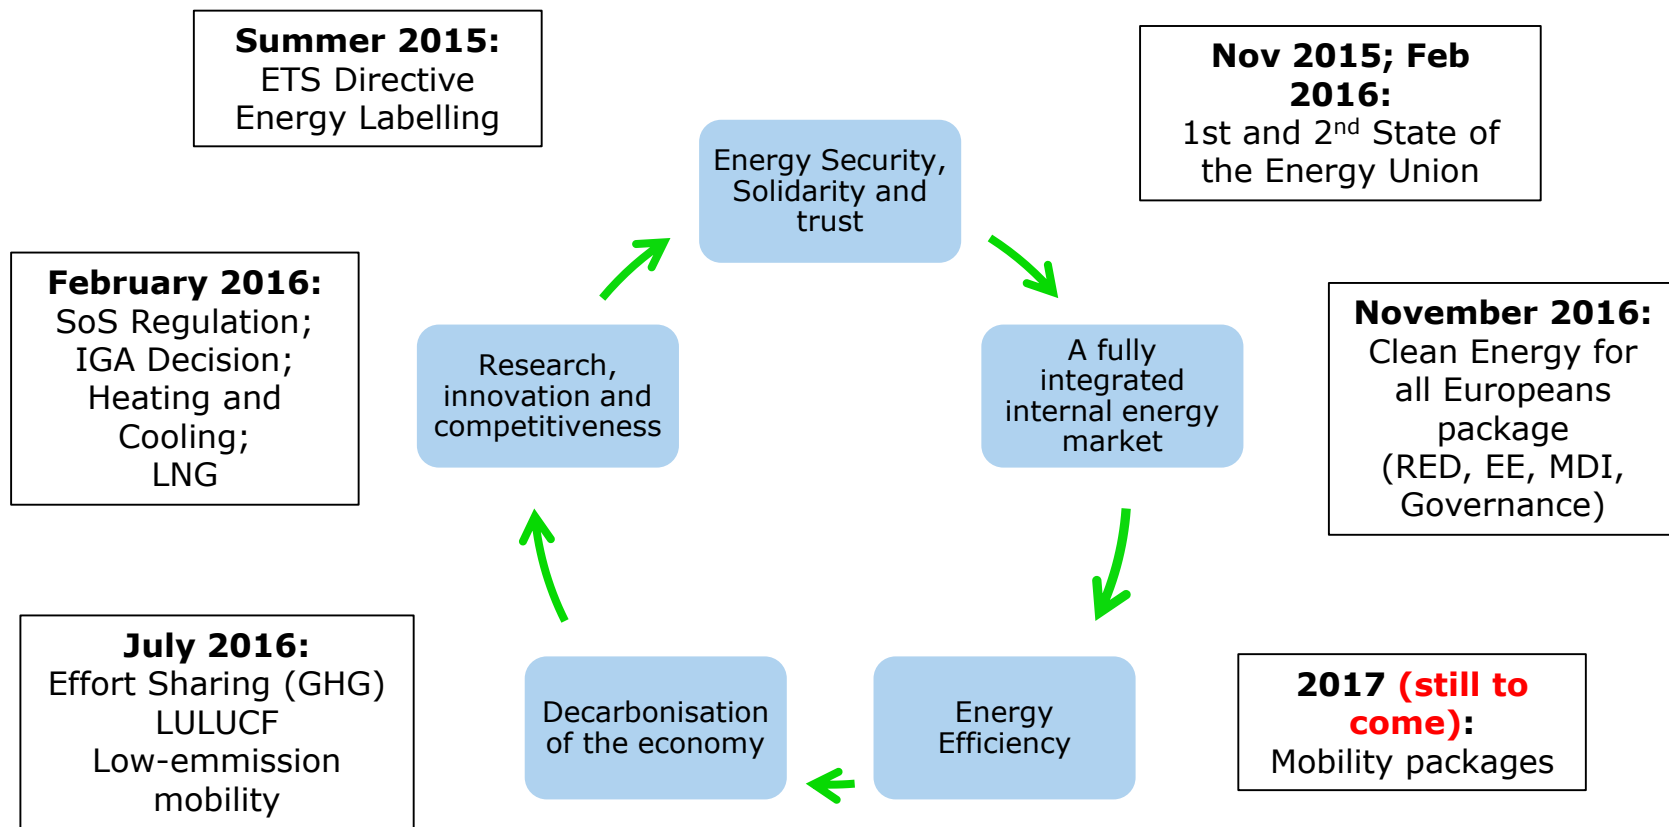 Summer 2015:
ETS Directive
Energy Labelling
Nov 2015; Feb
2016:
1st and 2nd State of
the Energy Union
Energy Security,
Solidarity and
trust
February 2016:
SoS Regulation;
IGA Decision;
Heating and
Cooling;
LNG
Research,
innovation and
competitiveness
A fully
integrated
internal energy
market
November 2016:
Clean Energy for
all Europeans
package
(RED, EE, MDI,
Governance)
July 2016:
Effort Sharing (GHG)
LULUCF
Low-emmission
mobility
Decarbonisation
of the economy
Energy
Efficiency
2017 (still to
come):
Mobility packages